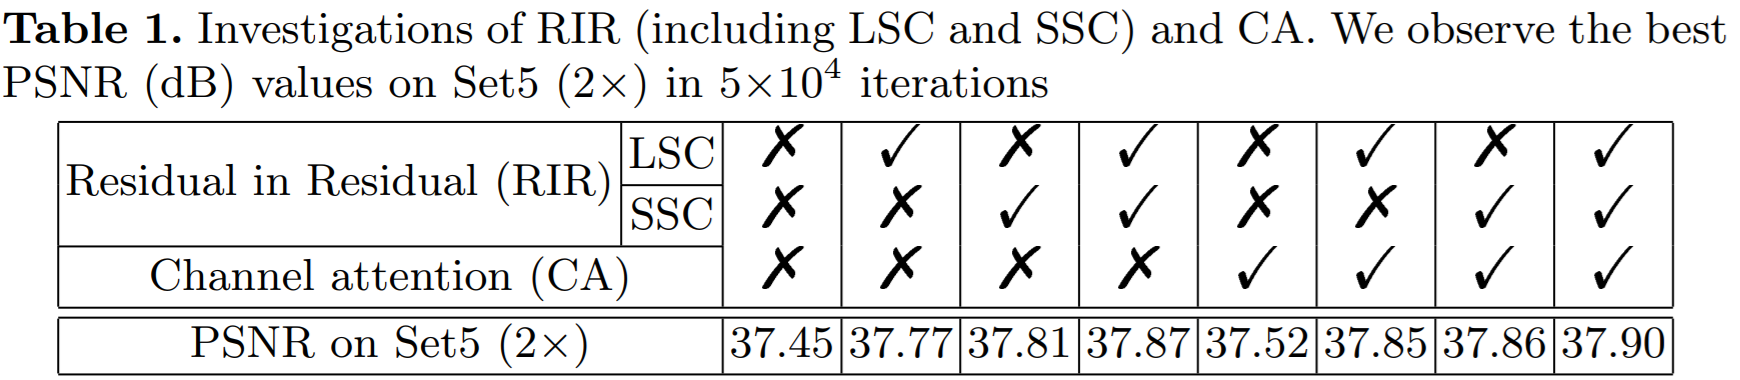 Table 1. Investigations of RIR (including LSC and SSC) and CA. We observe the best
PSNR (dB) values on Set5 (2×) in 5×10⁴ iterations
Residual in Residual (RIR) LSC ✗ ✓ ✗ ✓ ✗ ✓ ✗ ✓
SSC ✗ ✗ ✓ ✓ ✗ ✗ ✓ ✓
Channel attention (CA) ✗ ✗ ✗ ✗ ✓ ✓ ✓ ✓
PSNR on Set5 (2×) 37.45 37.77 37.81 37.87 37.52 37.85 37.86 37.90